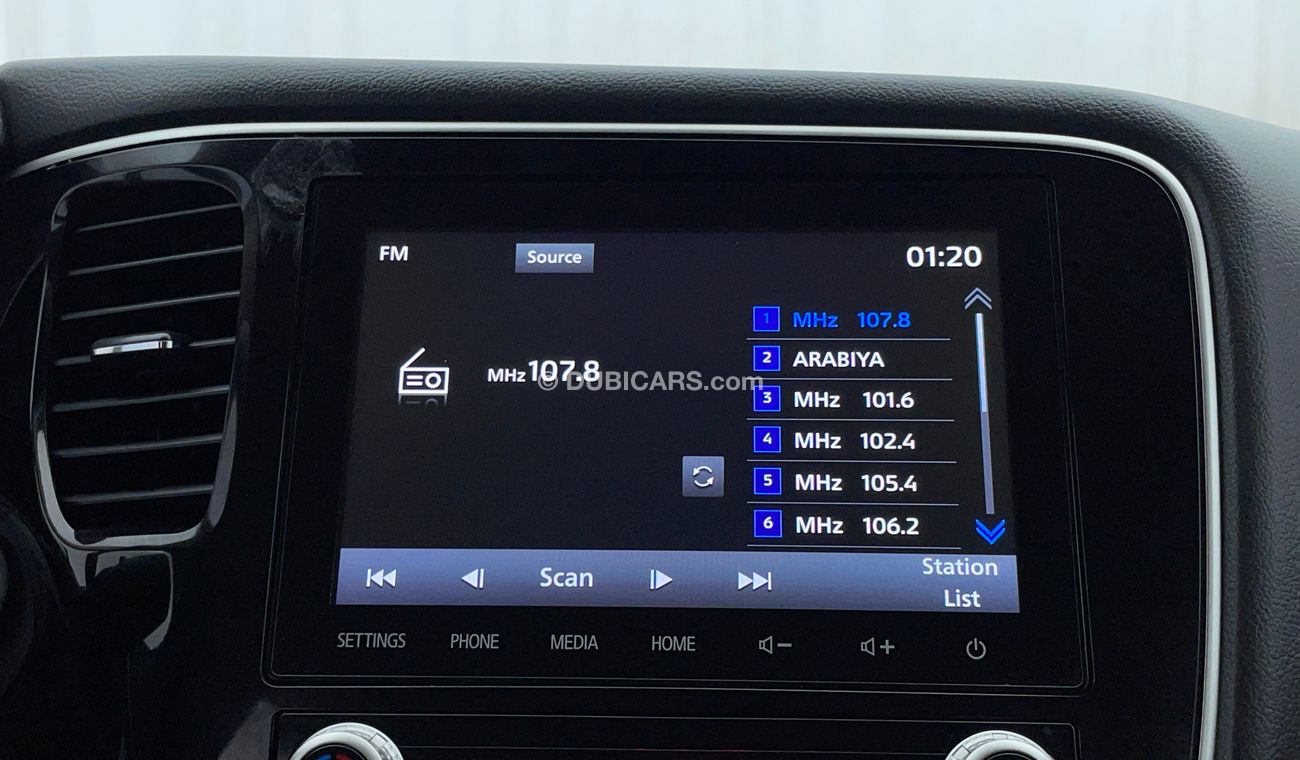 FM Source 01:20
MHz 107.8
© DUBICARS.com
1 MHz 107.8
2 ARABIYA
3 MHz 101.6
4 MHz 102.4
5 MHz 105.4
6 MHz 106.2
Scan
Station
List
SETTINGS PHONE MEDIA HOME